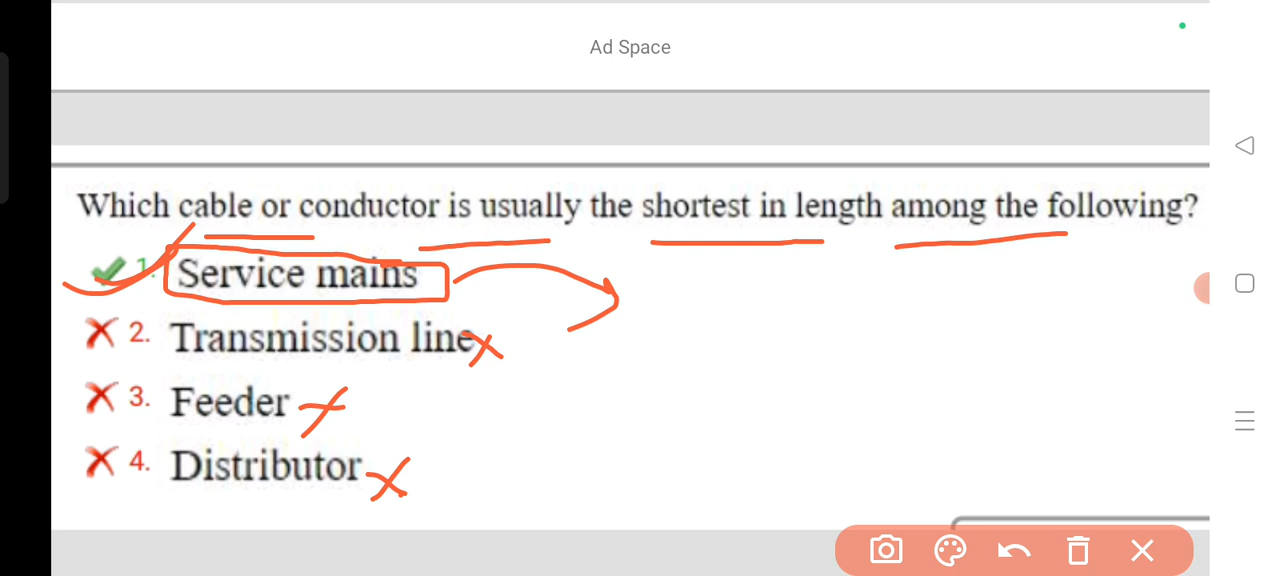 Ad Space
Which cable or conductor is usually the shortest in length among the following?
1. Service mains
2. Transmission line
3. Feeder
4. Distributor